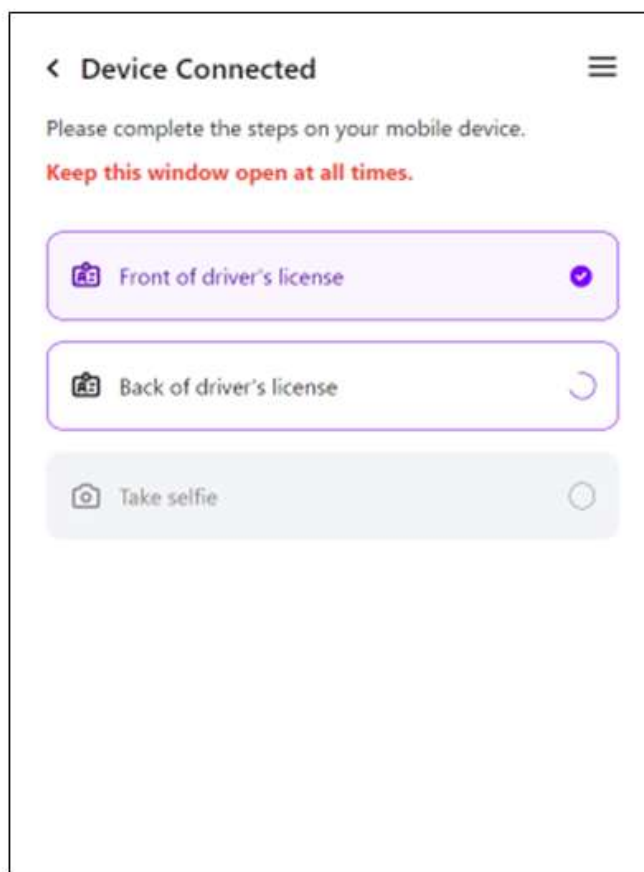 Device Connected
Please complete the steps on your mobile device.
Keep this window open at all times.
Front of driver's license
Back of driver's license
Take selfie